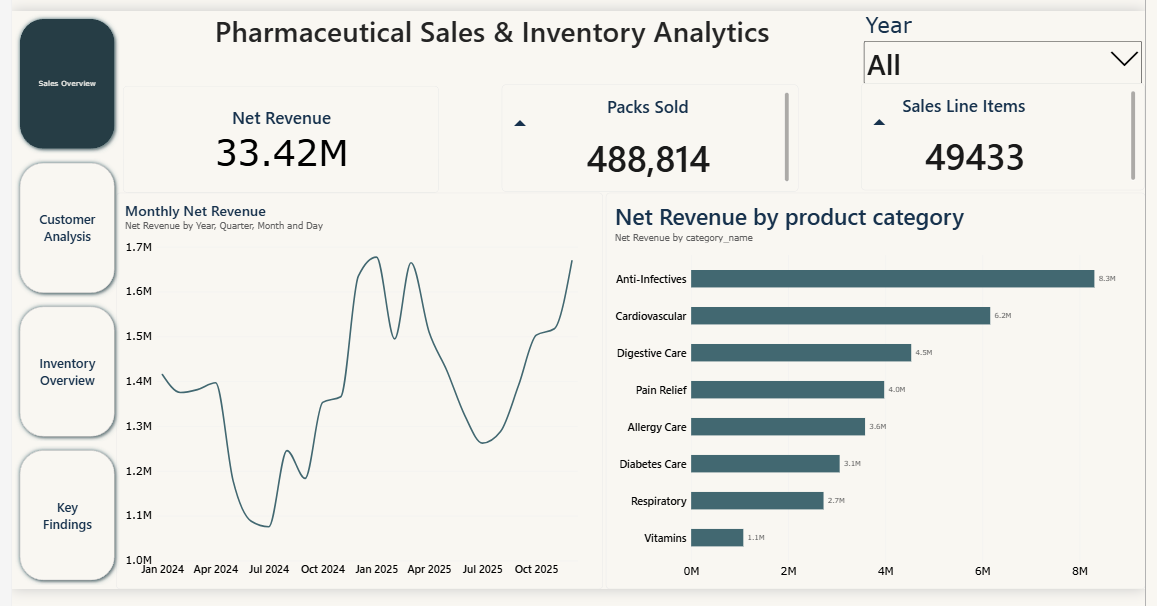 Pharmaceutical Sales & Inventory Analytics
Year
All
Sales Overview
Customer
Analysis
Inventory
Overview
Key
Findings
Net Revenue
33.42M
Packs Sold
488,814
Sales Line Items
49433
Monthly Net Revenue
Net Revenue by Year, Quarter, Month and Day
1.7M
1.6M
1.5M
1.4M
1.3M
1.2M
1.1M
1.0M
Jan 2024 Apr 2024 Jul 2024 Oct 2024 Jan 2025 Apr 2025 Jul 2025 Oct 2025
Net Revenue by product category
Net Revenue by category_name
Anti-Infectives 8.3M
Cardiovascular 6.2M
Digestive Care 4.5M
Pain Relief 4.0M
Allergy Care 3.6M
Diabetes Care 3.1M
Respiratory 2.7M
Vitamins 1.1M
0M 2M 4M 6M 8M